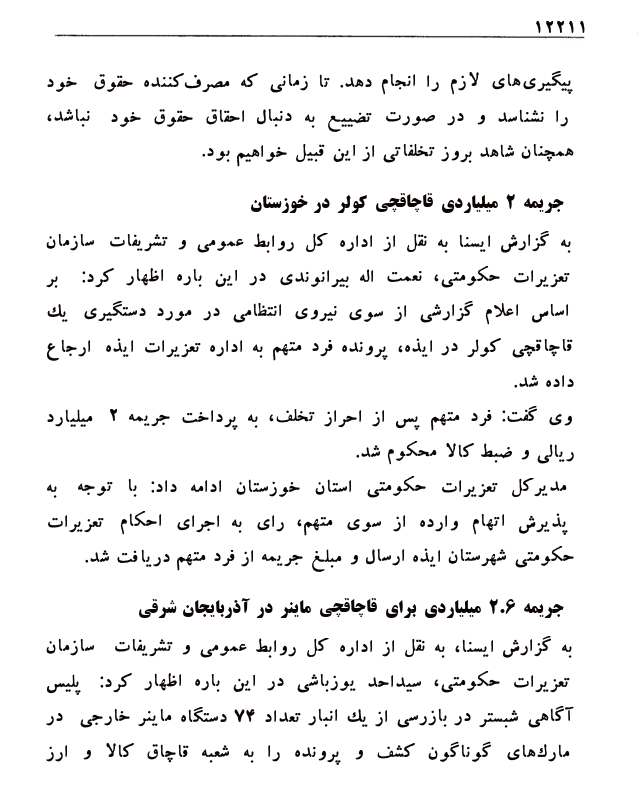 ۱۲۲۱۱
پیگیری‌های لازم را انجام دهد. تا زمانی که مصرف‌کننده حقوق خود
را نشناسد و در صورت تضییع به دنبال احقاق حقوق خود نباشد،
همچنان شاهد بروز تخلفاتی از این قبیل خواهیم بود.
جریمه ۲ میلیاردی قاچاقچی کولر در خوزستان
به گزارش ایسنا به نقل از اداره کل روابط عمومی و تشریفات سازمان
تعزیرات حکومتی، نعمت اله بیرانوندی در این باره اظهار کرد: بر
اساس اعلام گزارشی از سوی نیروی انتظامی در مورد دستگیری یك
قاچاقچی کولر در ایذه، پرونده فرد متهم به اداره تعزیرات ایذه ارجاع
داده شد.
وی گفت: فرد متهم پس از احراز تخلف، به پرداخت جریمه ۲ میلیارد
ریالی و ضبط کالا محکوم شد.
مدیرکل تعزیرات حکومتی استان خوزستان ادامه داد: با توجه به
پذیرش اتهام وارده از سوی متهم، رای به اجرای احکام تعزیرات
حکومتی شهرستان ایذه ارسال و مبلغ جریمه از فرد متهم دریافت شد.
جریمه ۲.۶ میلیاردی برای قاچاقچی ماینر در آذربایجان شرقی
به گزارش ایسنا، به نقل از اداره کل روابط عمومی و تشریفات سازمان
تعزیرات حکومتی، سیداحد یوزباشی در این باره اظهار کرد: پلیس
آگاهی شبستر در بازرسی از یك انبار تعداد ۷۴ دستگاه ماینر خارجی در
مارك‌های گوناگون کشف و پرونده را به شعبه قاچاق کالا و ارز